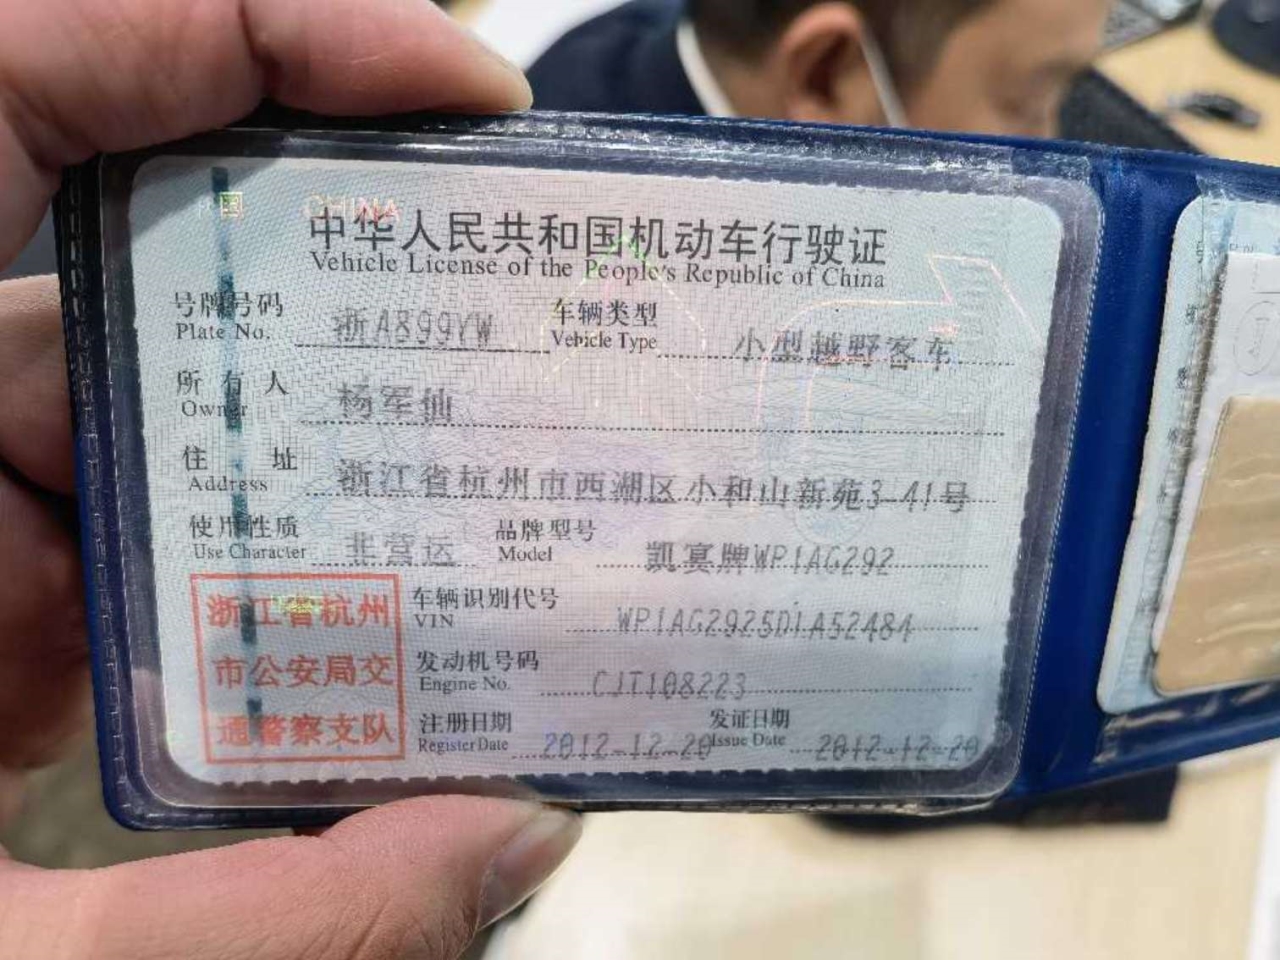 中国 CHINA
中华人民共和国机动车行驶证
Vehicle License of the People's Republic of China
号牌号码 浙A899YW 车辆类型 小型越野客车
Plate No. Vehicle Type
所有人 杨军仙
Owner
住址 浙江省杭州市西湖区小和山新苑3-41号
Address
使用性质 非营运 品牌型号 凯宴牌WP1AG292
Use Character Model
浙江省杭州
市公安局交
通警察支队
车辆识别代号 WP1AG2925D1A52484
VIN
发动机号码 CJT108223
Engine No.
注册日期 2012-12-20 发证日期 2012-12-20
Register Date Issue Date